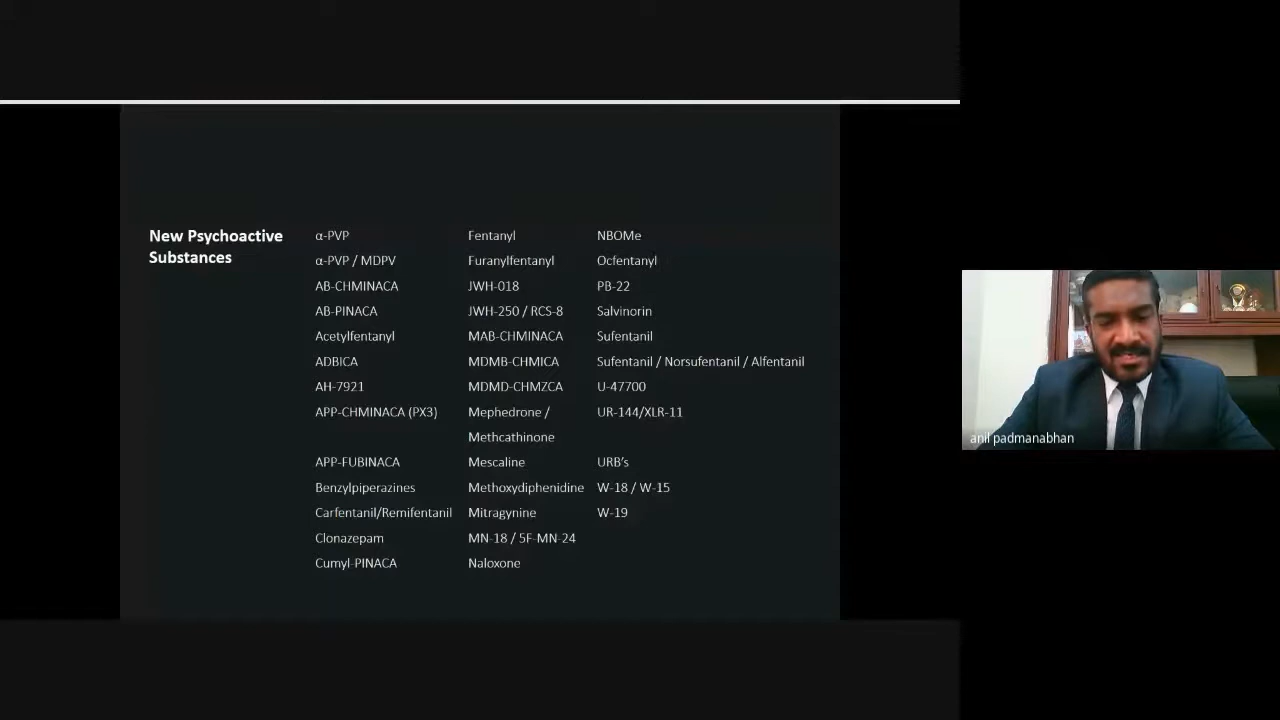 New Psychoactive
Substances
α-PVP Fentanyl NBOMe
α-PVP / MDPV Furanylfentanyl Ocfentanyl
AB-CHMINACA JWH-018 PB-22
AB-PINACA JWH-250 / RCS-8 Salvinorin
Acetylfentanyl MAB-CHMINACA Sufentanil
ADBICA MDMB-CHMICA Sufentanil / Norsufentanil / Alfentanil
AH-7921 MDMD-CHMZCA U-47700
APP-CHMINACA (PX3) Mephedrone / UR-144/XLR-11
Methcathinone
APP-FUBINACA Mescaline URB's
Benzylpiperazines Methoxydiphenidine W-18 / W-15
Carfentanil/Remifentanil Mitragynine W-19
Clonazepam MN-18 / 5F-MN-24
Cumyl-PINACA Naloxone
anil padmanabhan